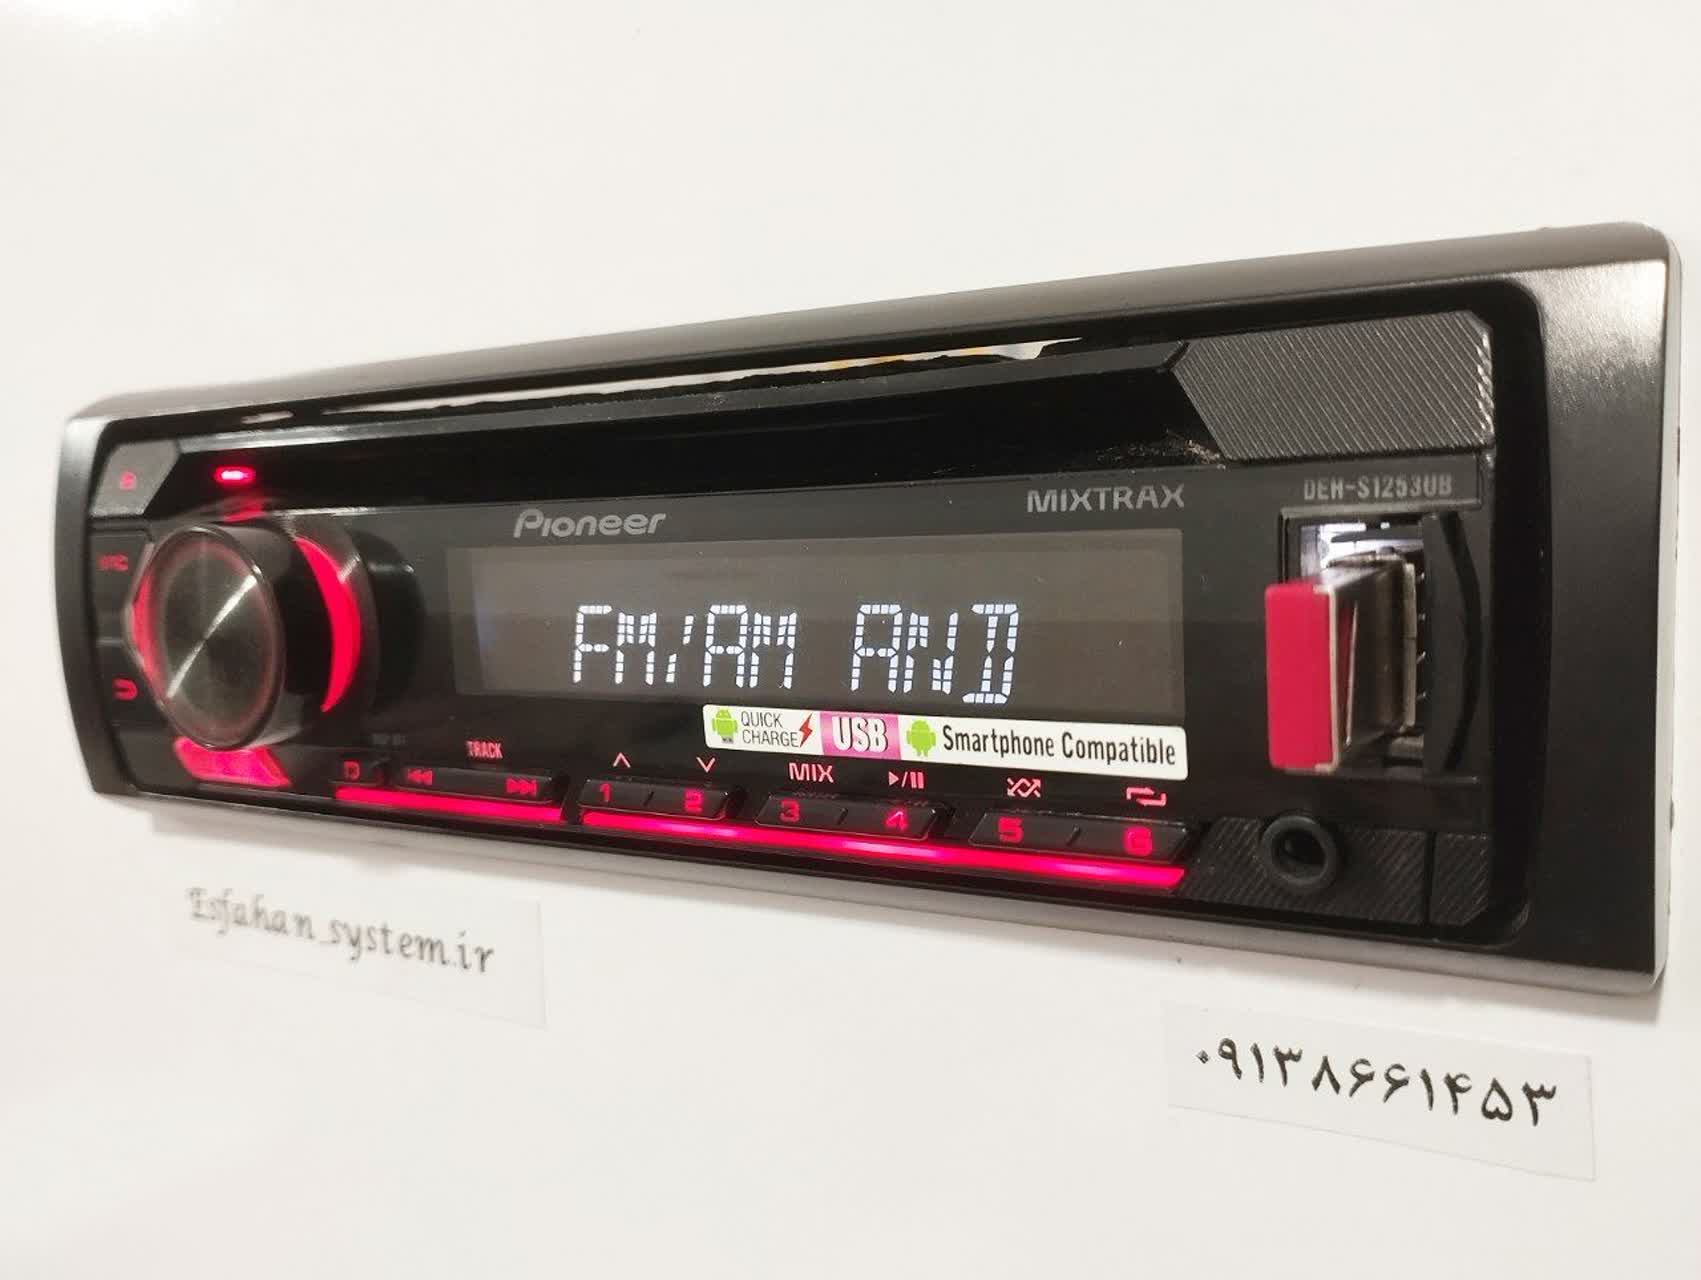 Pioneer
MIXTRAX
DEH-S1253UB
SRC
FM/AM AND
QUICK
CHARGE
USB
Smartphone Compatible
TRACK
MIX
D
1 / 2
3
4
5 / 6
Esfahan_system.ir
۰۹۱۳۸۶۶۱۴۵۳